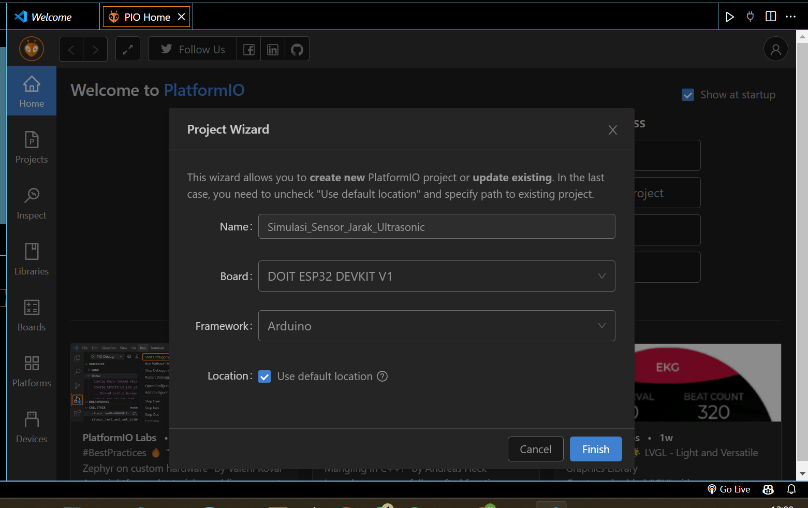 Welcome
PIO Home
Follow Us
Welcome to PlatformIO
Show at startup
Home
Projects
Inspect
Libraries
Boards
Platforms
Devices
ss
roject
Project Wizard
This wizard allows you to create new PlatformIO project or update existing. In the last
case, you need to uncheck "Use default location" and specify path to existing project.
Name:
Simulasi_Sensor_Jarak_Ultrasonic
Board:
DOIT ESP32 DEVKIT V1
Framework:
Arduino
Location:
Use default location
Cancel
Finish
EKG
RVAL
BEAT COUNT
320
PlatformIO Labs •
#BestPractices
Zephyr on custom hardware" by Valerii Koval
Mangling in C++?" by Andreas Fleck
s • 1w
LVGL - Light and Versatile
Graphics Library
Go Live